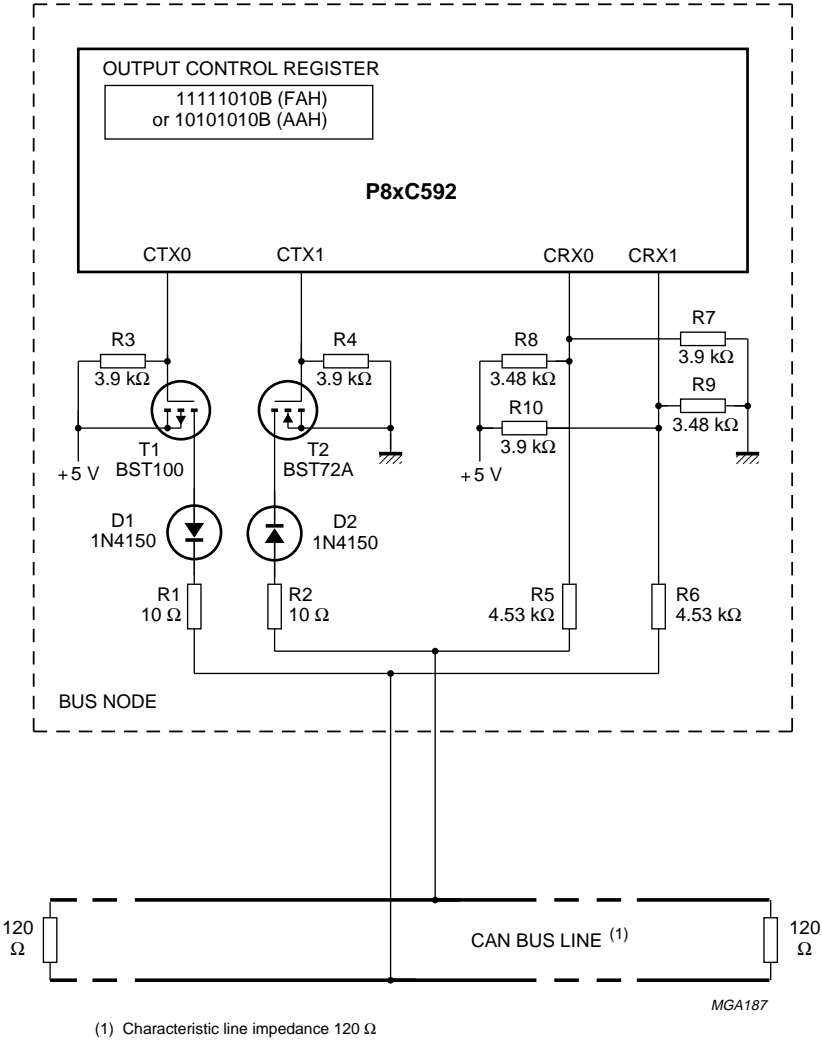 OUTPUT CONTROL REGISTER
11111010B (FAH)
or 10101010B (AAH)
P8xC592
CTX0
CTX1
CRX0
CRX1
R3
3.9 kΩ
R4
3.9 kΩ
R8
3.48 kΩ
R7
3.9 kΩ
R10
3.9 kΩ
R9
3.48 kΩ
T1
BST100
T2
BST72A
+5 V
+5 V
D1
1N4150
D2
1N4150
R1
10 Ω
R2
10 Ω
R5
4.53 kΩ
R6
4.53 kΩ
BUS NODE
120
Ω
CAN BUS LINE (1)
120
Ω
MGA187
(1) Characteristic line impedance 120 Ω